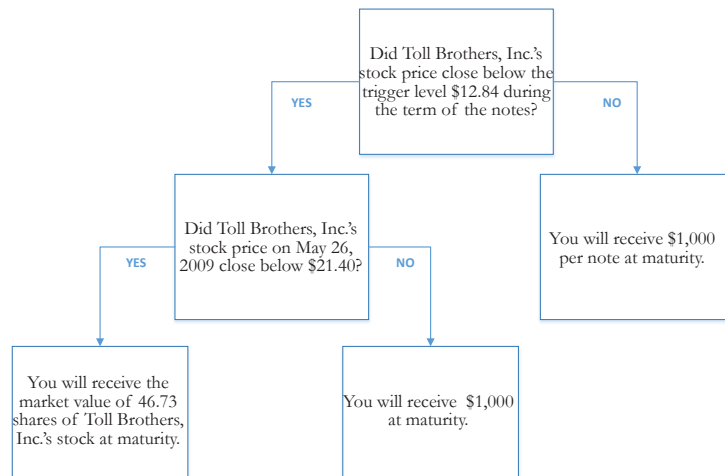 Did Toll Brothers, Inc.'s
stock price close below the
trigger level $12.84 during
the term of the notes?
YES
NO
Did Toll Brothers, Inc.'s
stock price on May 26,
2009 close below $21.40?
You will receive $1,000
per note at maturity.
YES
NO
You will receive the
market value of 46.73
shares of Toll Brothers,
Inc.'s stock at maturity.
You will receive $1,000
at maturity.